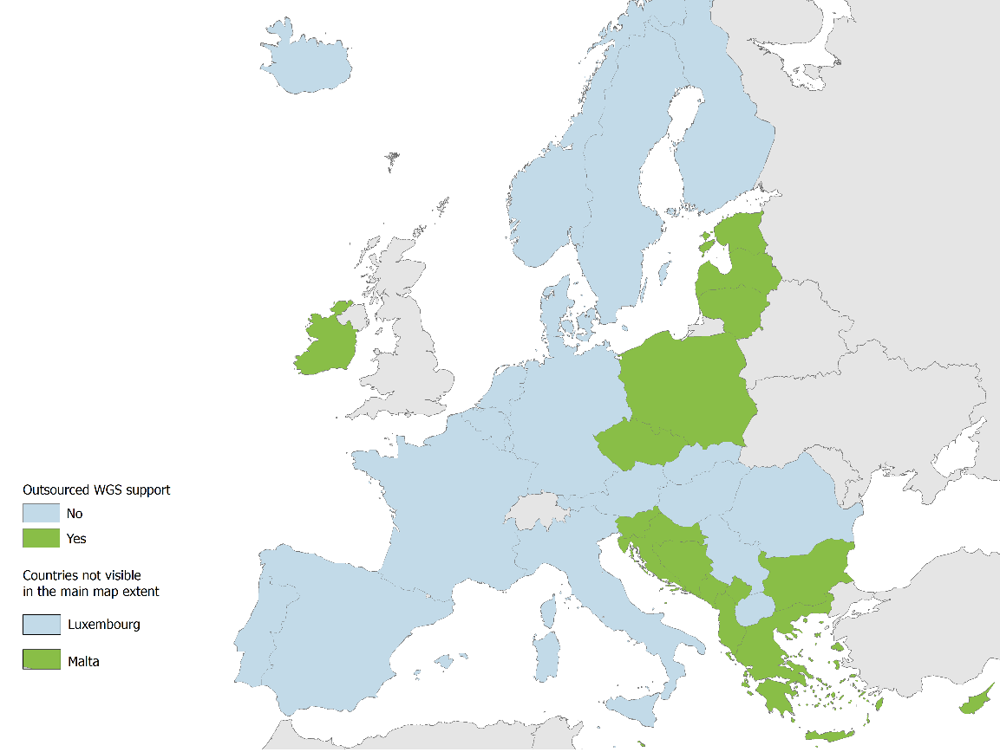 Outsourced WGS support
No
Yes
Countries not visible
in the main map extent
Luxembourg
Malta